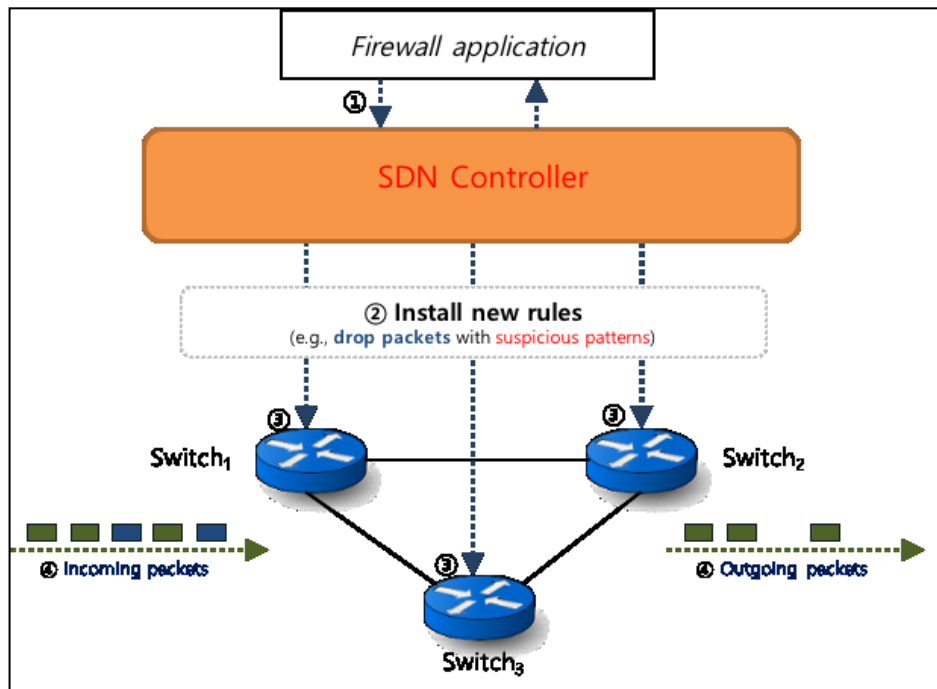 Firewall application
①
SDN Controller
② Install new rules
(e.g., drop packets with suspicious patterns)
③
③
Switch1
Switch2
④ Incoming packets
③
④ Outgoing packets
Switch3